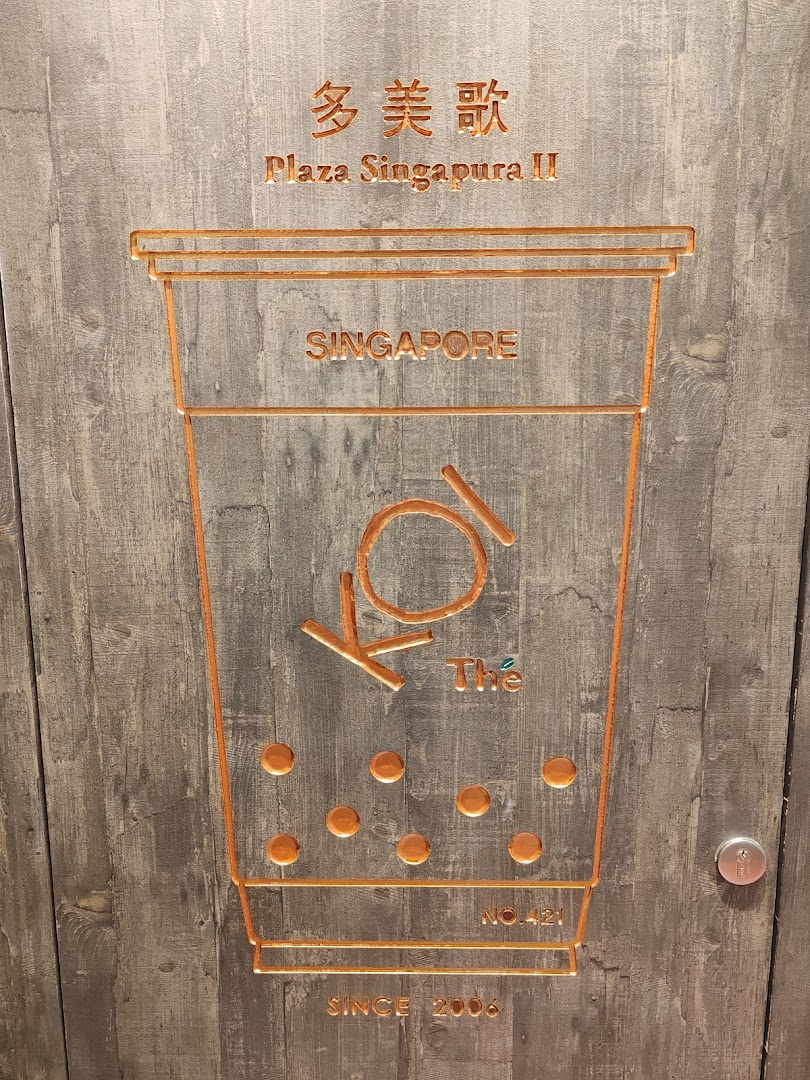 多美歌
Plaza Singapura II
SINGAPORE
KOI
Thé
NO.421
SINCE 2006